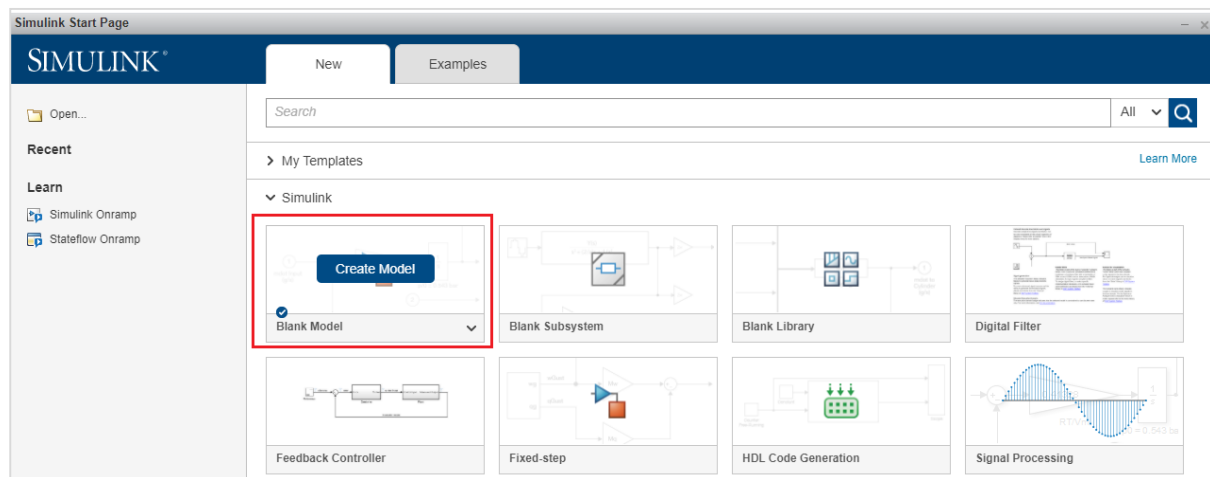 Simulink Start Page
SIMULINK®
New
Examples
Open...
Recent
Learn
Simulink Onramp
Stateflow Onramp
Search
All
My Templates
Learn More
Simulink
Create Model
Blank Model
Blank Subsystem
Blank Library
Digital Filter
Feedback Controller
Fixed-step
HDL Code Generation
Signal Processing